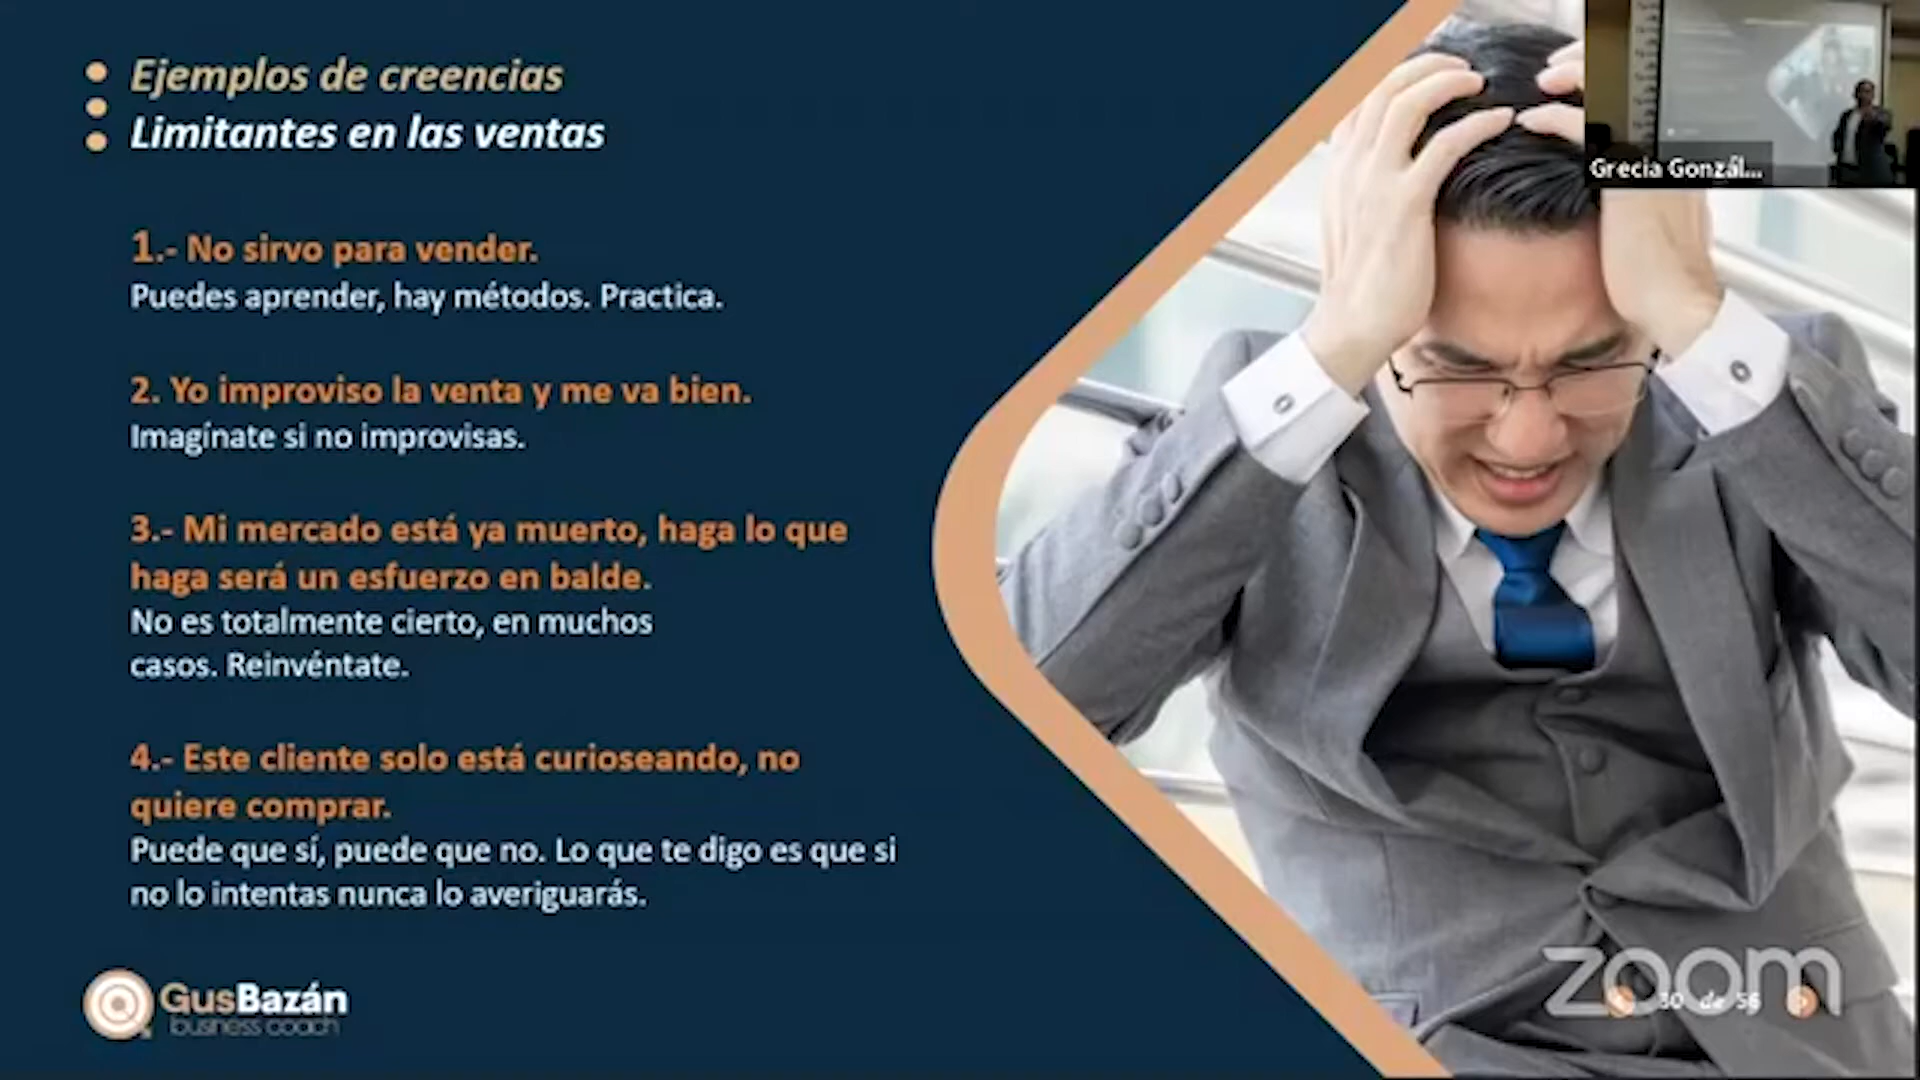 Ejemplos de creencias
Limitantes en las ventas
1.- No sirvo para vender.
Puedes aprender, hay métodos. Practica.
2. Yo improviso la venta y me va bien.
Imagínate si no improvisas.
3.- Mi mercado está ya muerto, haga lo que
haga será un esfuerzo en balde.
No es totalmente cierto, en muchos
casos. Reinvéntate.
4.- Este cliente solo está curioseando, no
quiere comprar.
Puede que sí, puede que no. Lo que te digo es que si
no lo intentas nunca lo averiguarás.
GusBazán
business coach
Grecia Gonzál...
zoom
30 de 56